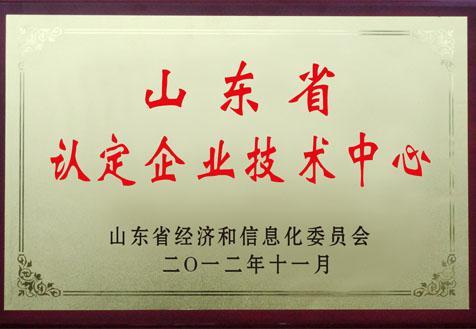 山东省
认定企业技术中心
山东省经济和信息化委员会
二〇一二年十一月